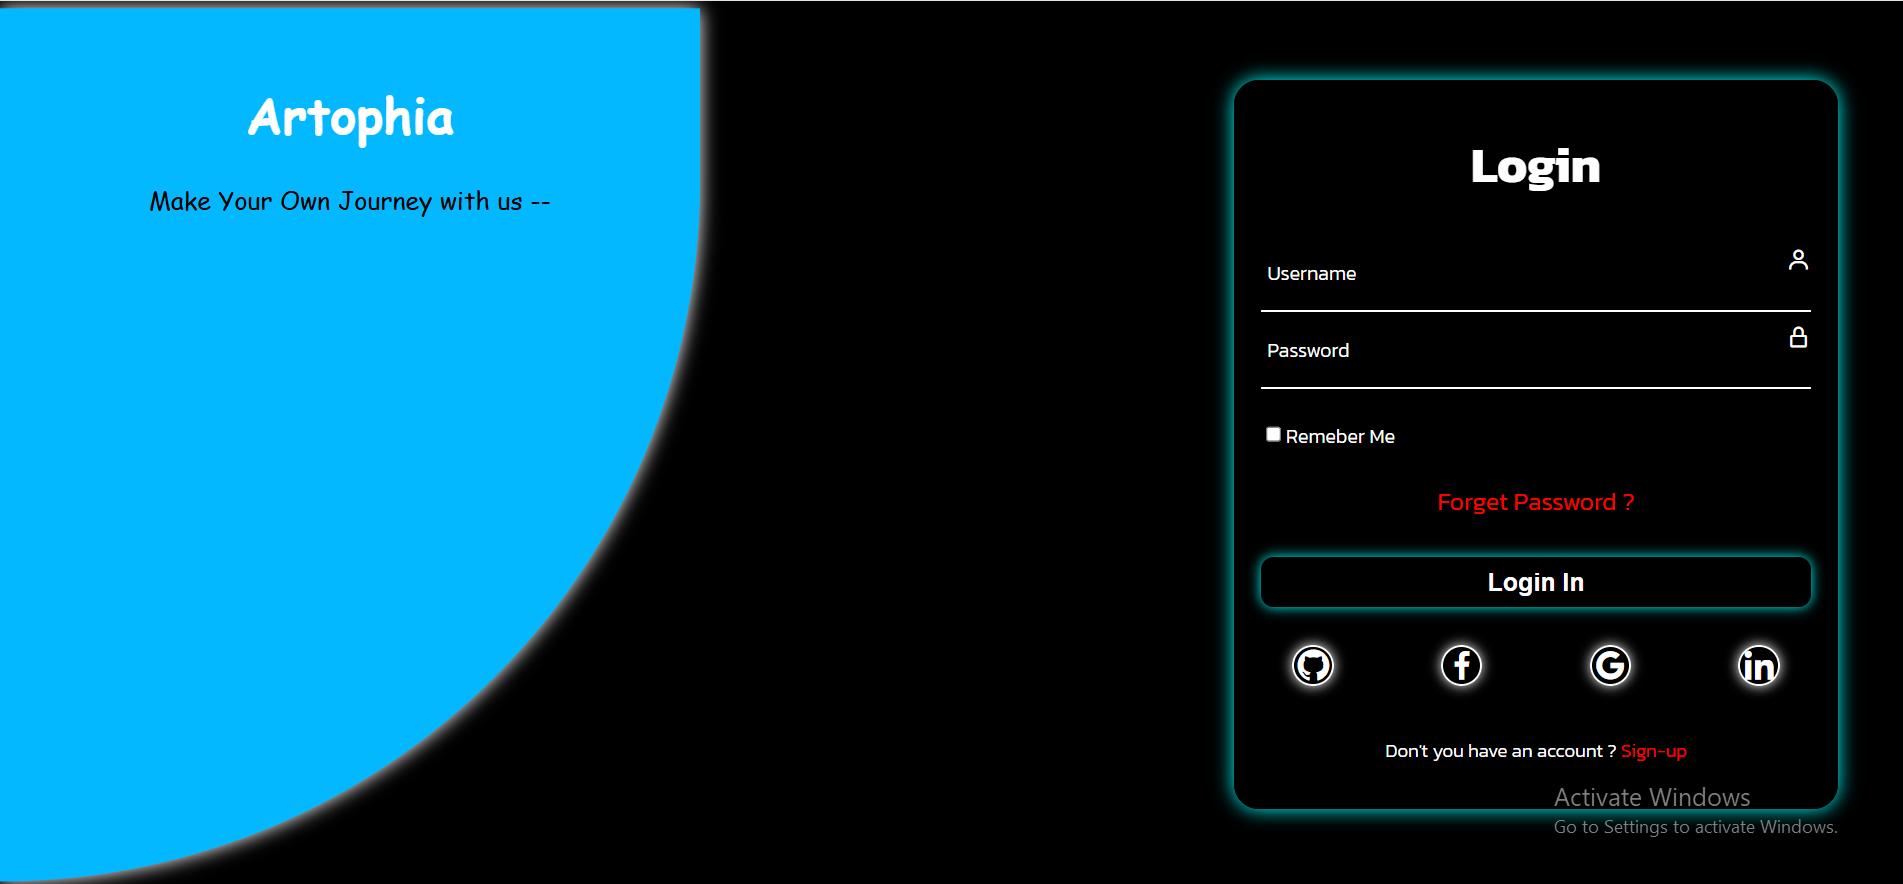 Artophia
Make Your Own Journey with us --
Login
Username
Password
Remeber Me
Forget Password ?
Login In
f
G
in
Don't you have an account ? Sign-up
Activate Windows
Go to Settings to activate Windows.